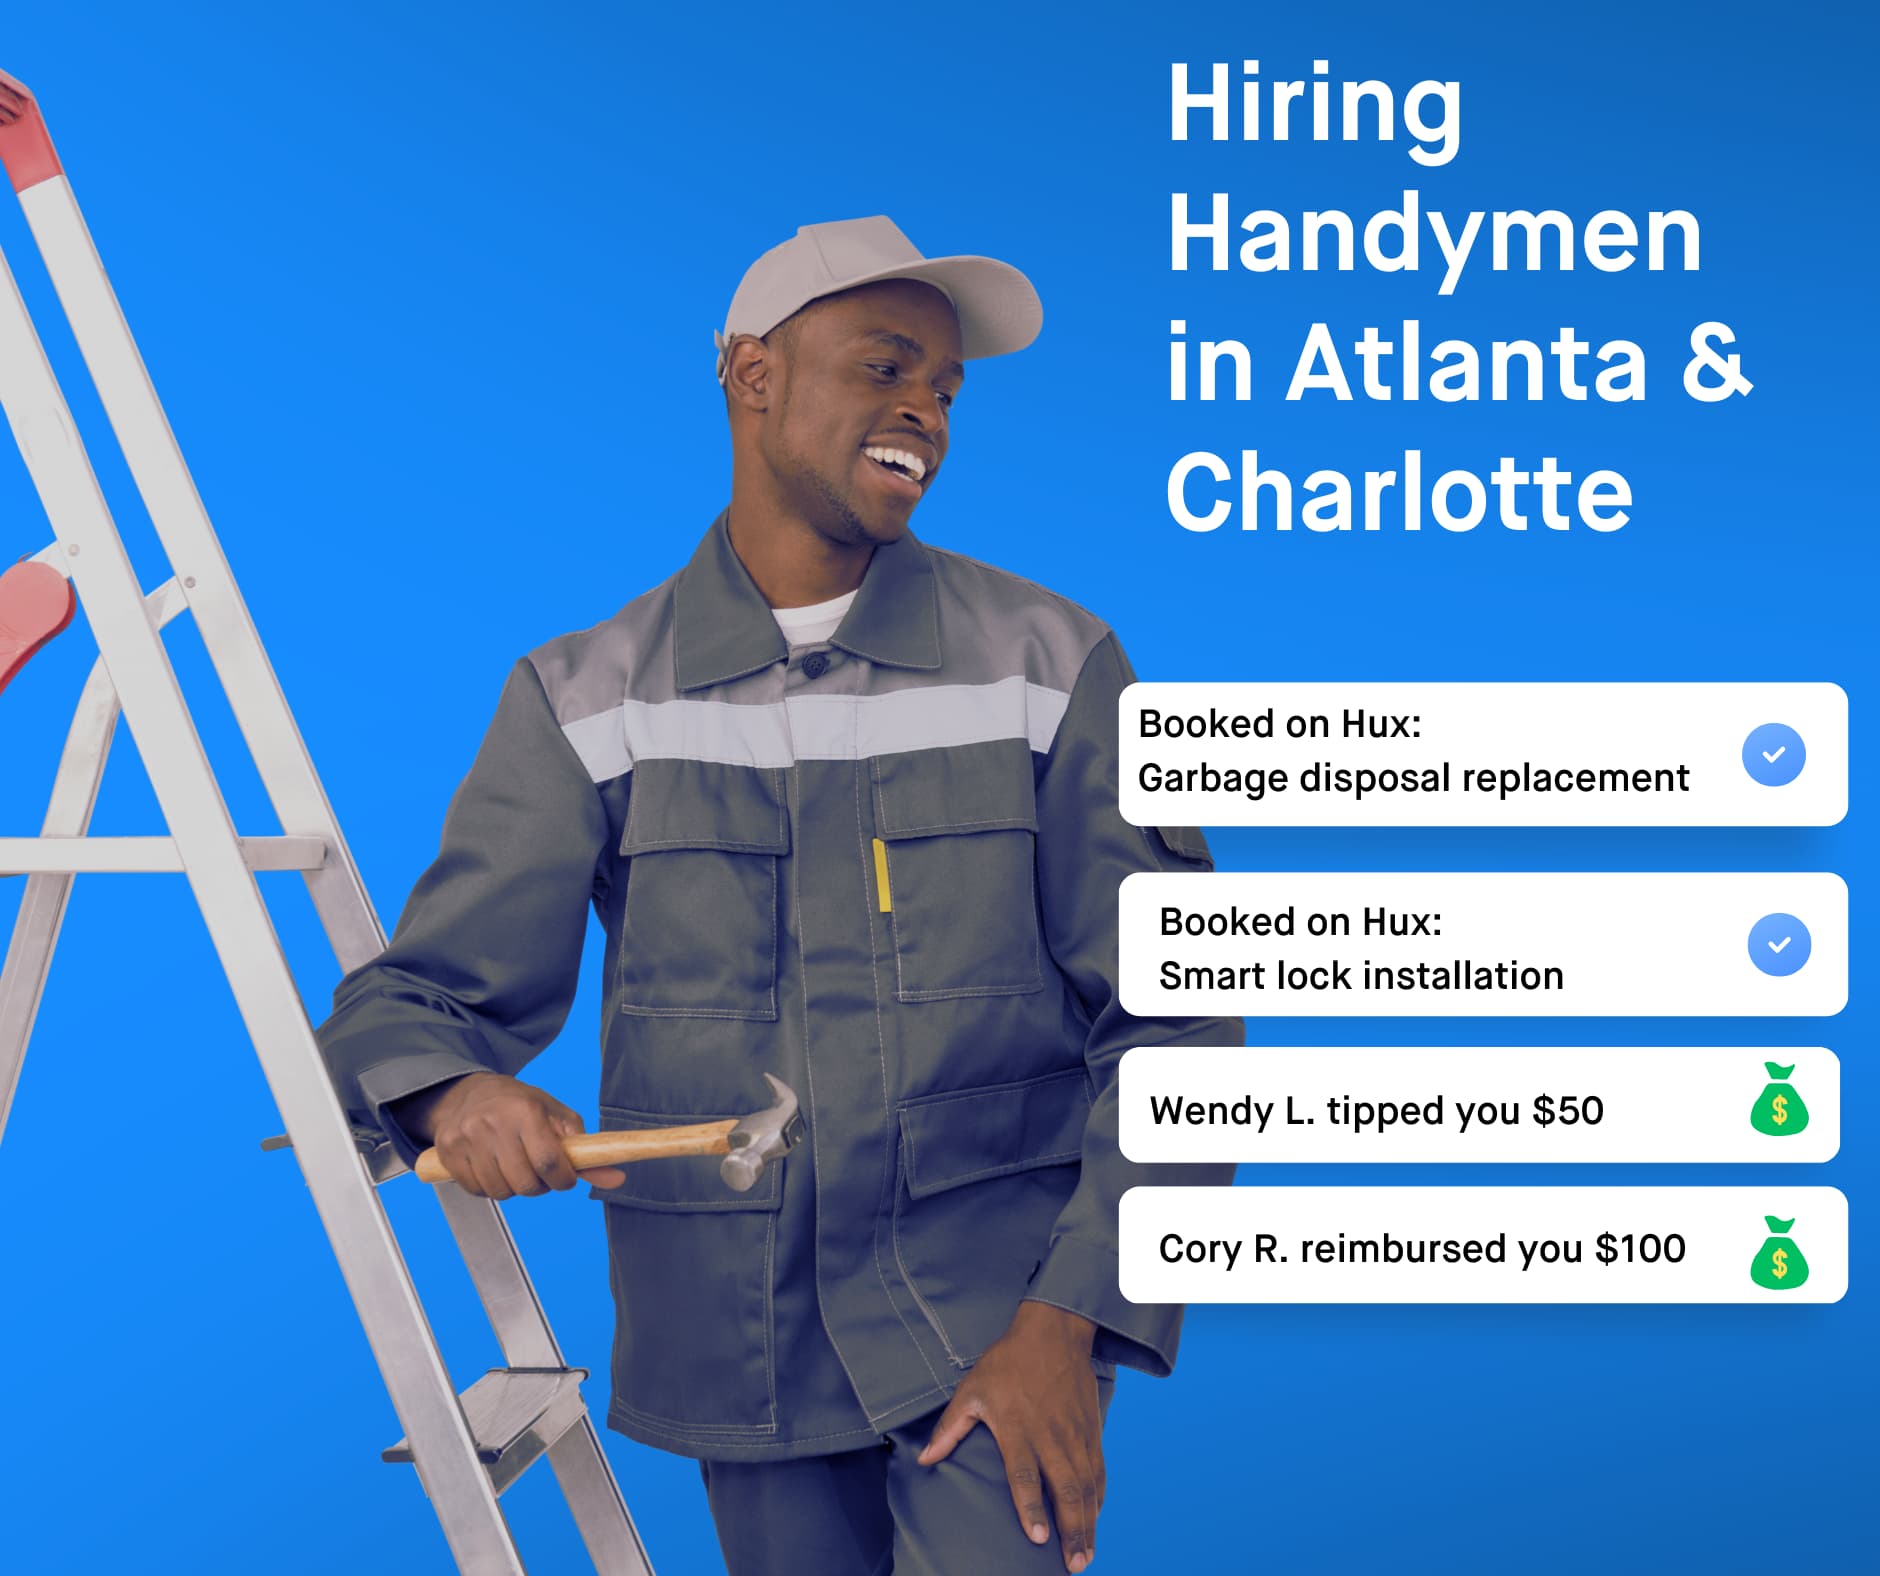 Hiring
Handymen
in Atlanta &
Charlotte
Booked on Hux:
Garbage disposal replacement
Booked on Hux:
Smart lock installation
Wendy L. tipped you $50
$
Cory R. reimbursed you $100
$